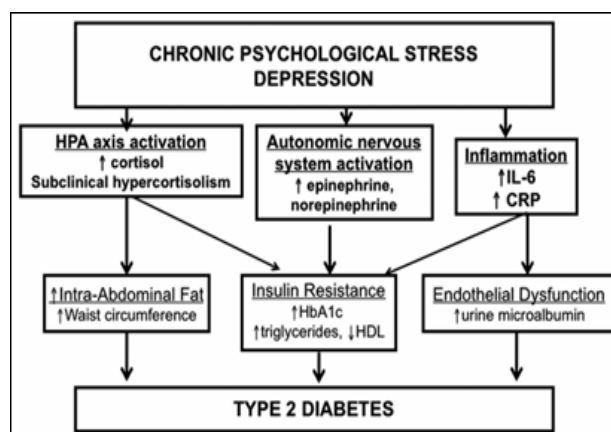 CHRONIC PSYCHOLOGICAL STRESS
DEPRESSION
HPA axis activation
↑ cortisol
Subclinical hypercortisolism
Autonomic nervous
system activation
↑ epinephrine,
norepinephrine
Inflammation
↑IL-6
↑ CRP
↑Intra-Abdominal Fat
↑Waist circumference
Insulin Resistance
↑HbA1c
↑triglycerides, ↓HDL
Endothelial Dysfunction
↑urine microalbumin
TYPE 2 DIABETES